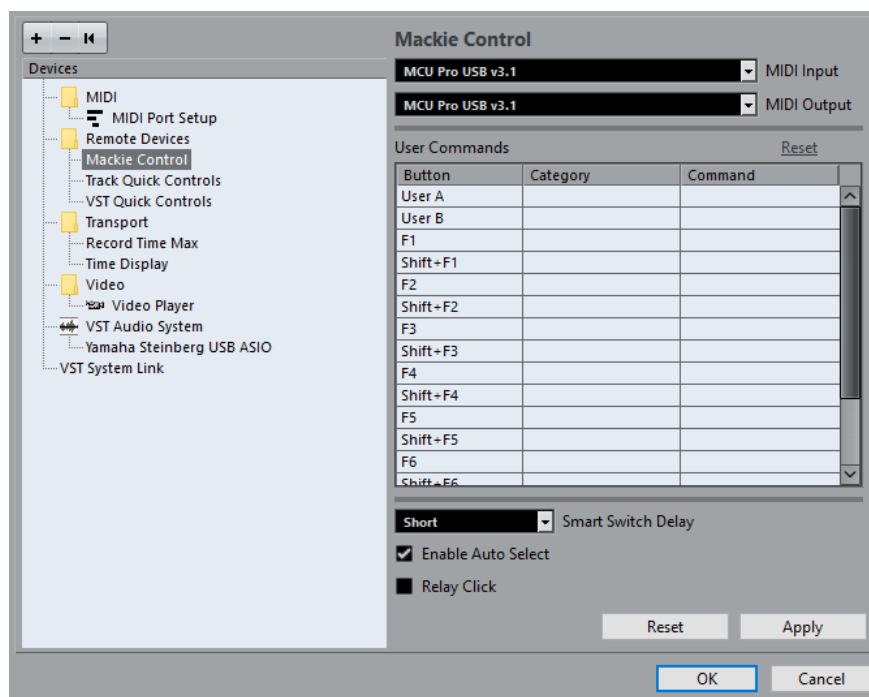 Devices
MIDI
MIDI Port Setup
Remote Devices
Mackie Control
Track Quick Controls
VST Quick Controls
Transport
Record Time Max
Time Display
Video
Video Player
VST Audio System
Yamaha Steinberg USB ASIO
VST System Link
Mackie Control
MCU Pro USB v3.1 MIDI Input
MCU Pro USB v3.1 MIDI Output
User Commands Reset
Button Category Command
User A
User B
F1
Shift+F1
F2
Shift+F2
F3
Shift+F3
F4
Shift+F4
F5
Shift+F5
F6
Shift+F6
Short Smart Switch Delay
Enable Auto Select
Relay Click
Reset Apply
OK Cancel